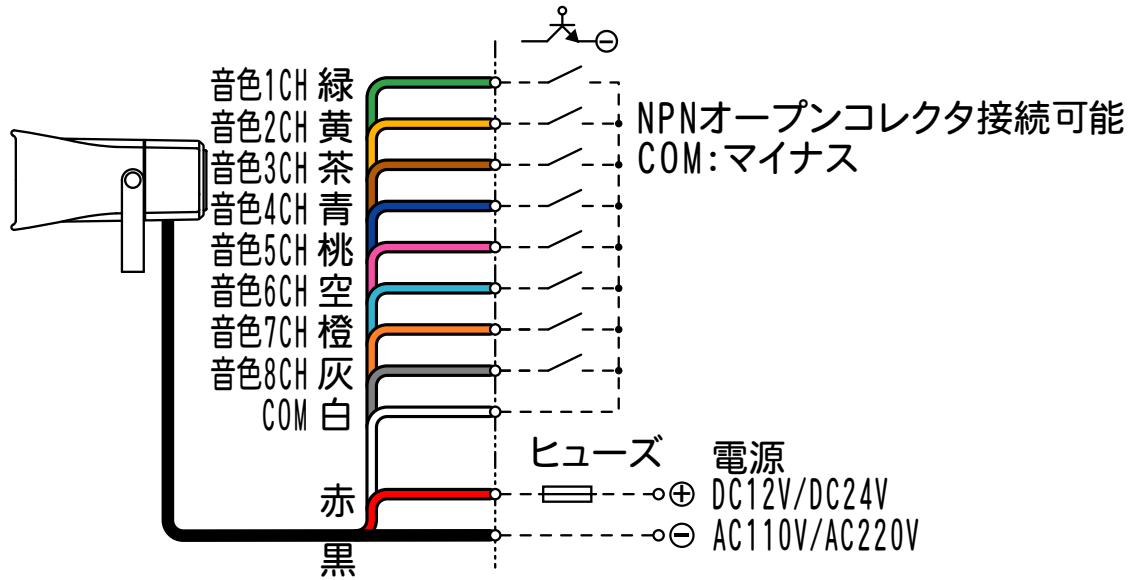 音色1CH 緑
音色2CH 黄
音色3CH 茶
音色4CH 青
音色5CH 桃
音色6CH 空
音色7CH 橙
音色8CH 灰
COM 白
赤
黒
NPNオープンコレクタ接続可能
COM:マイナス
ヒューズ
電源
DC12V/DC24V
AC110V/AC220V